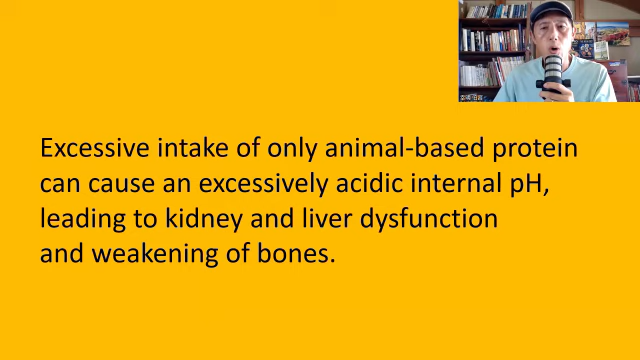 Excessive intake of only animal-based protein
can cause an excessively acidic internal pH,
leading to kidney and liver dysfunction
and weakening of bones.